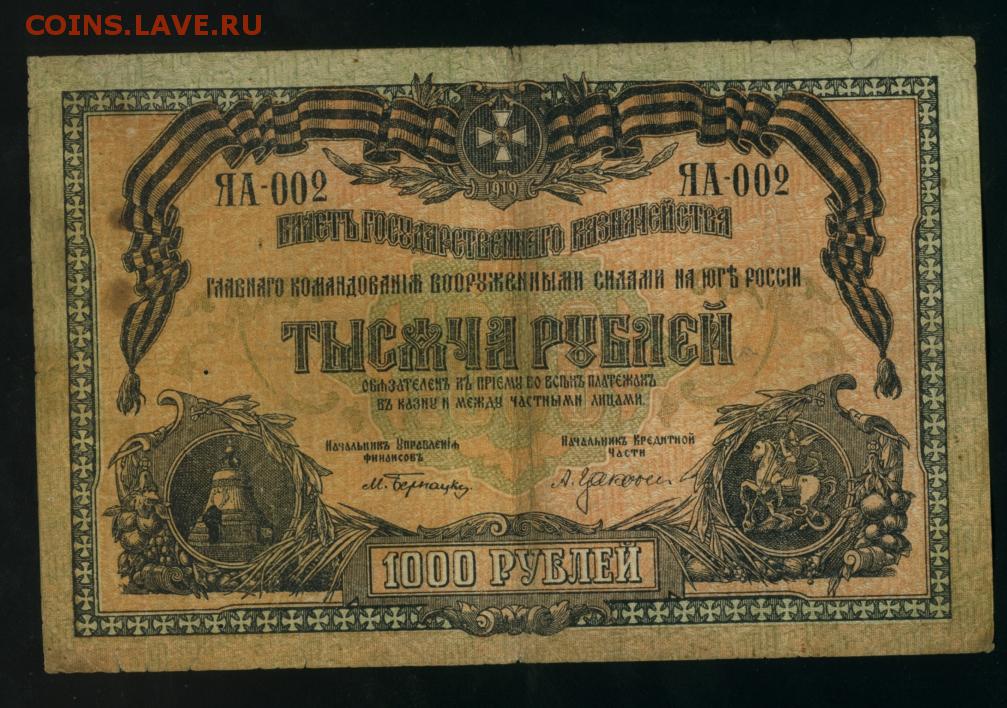 COINS.LAVE.RU
ЯА-002
ЯА-002
1919
Билетъ Государственнаго Казначейства
Главнаго Командованія Вооруженными Силами на Югѣ Россіи
Тысяча Рублей
Обязателенъ къ пріему во всѣхъ платежахъ
въ казну и между частными лицами.
Начальникъ Управленія
Финансовъ
Начальникъ Кредитной
Части
М. Бернацкій
1000 РУБЛЕЙ